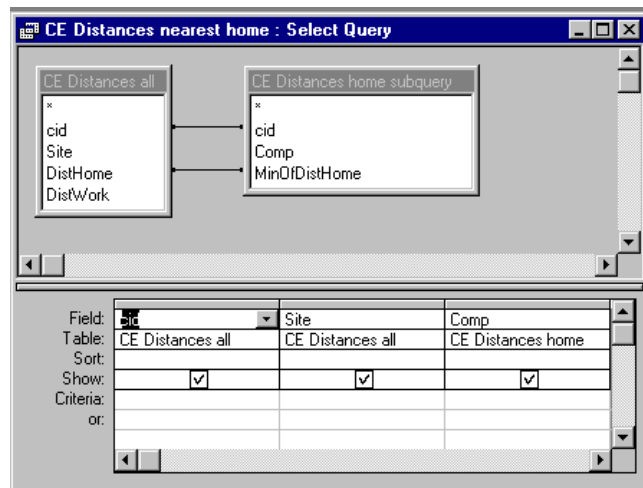 CE Distances nearest home : Select Query
CE Distances all
*
cid
Site
DistHome
DistWork
CE Distances home subquery
*
cid
Comp
MinOfDistHome
Field: cid Site Comp
Table: CE Distances all CE Distances all CE Distances home
Sort:
Show:
Criteria:
or: